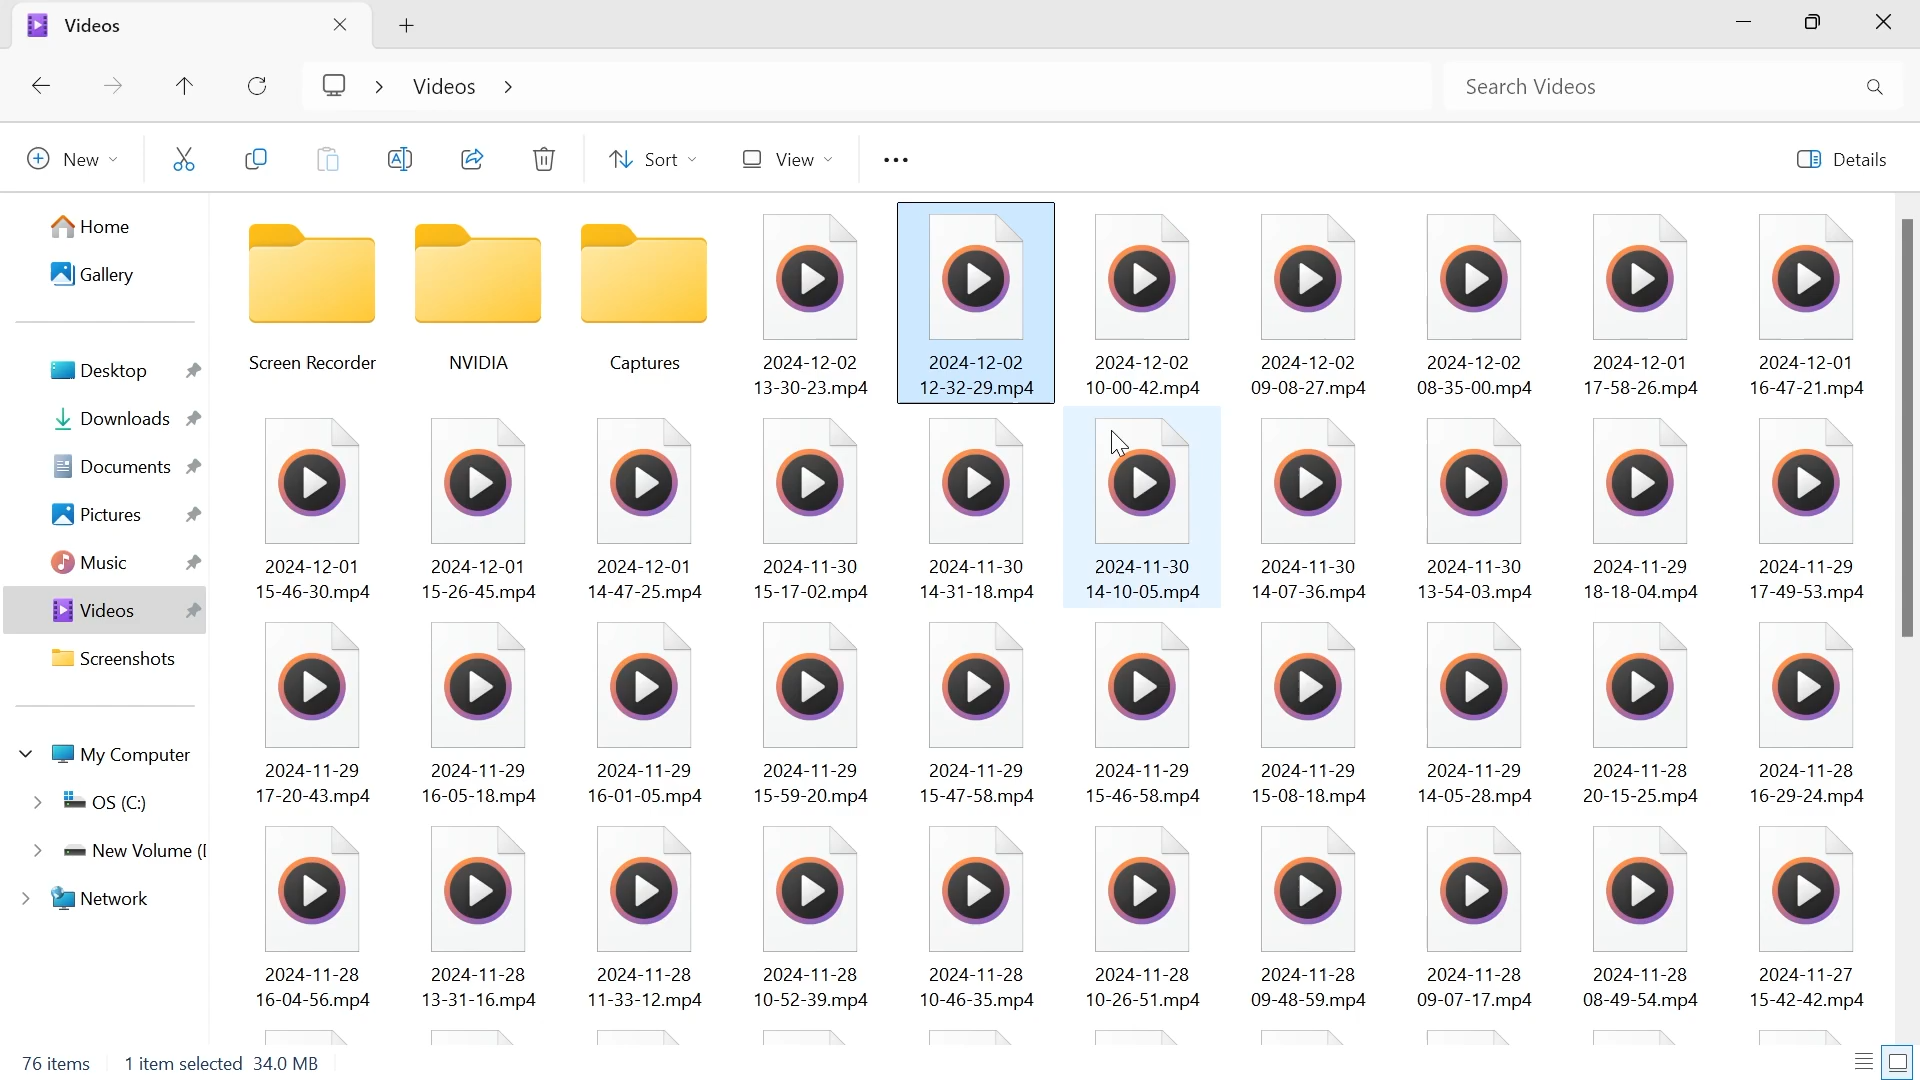 Videos
Videos
Search Videos
New
Sort
View
Details
Home
Gallery
Desktop
Downloads
Documents
Pictures
Music
Videos
Screenshots
My Computer
OS (C:)
New Volume (
Network
Screen Recorder
NVIDIA
Captures
2024-12-02
13-30-23.mp4
2024-12-02
12-32-29.mp4
2024-12-02
10-00-42.mp4
2024-12-02
09-08-27.mp4
2024-12-02
08-35-00.mp4
2024-12-01
17-58-26.mp4
2024-12-01
16-47-21.mp4
2024-12-01
15-46-30.mp4
2024-12-01
15-26-45.mp4
2024-12-01
14-47-25.mp4
2024-11-30
15-17-02.mp4
2024-11-30
14-31-18.mp4
2024-11-30
14-10-05.mp4
2024-11-30
14-07-36.mp4
2024-11-30
13-54-03.mp4
2024-11-29
18-18-04.mp4
2024-11-29
17-49-53.mp4
2024-11-29
17-20-43.mp4
2024-11-29
16-05-18.mp4
2024-11-29
16-01-05.mp4
2024-11-29
15-59-20.mp4
2024-11-29
15-47-58.mp4
2024-11-29
15-46-58.mp4
2024-11-29
15-08-18.mp4
2024-11-29
14-05-28.mp4
2024-11-28
20-15-25.mp4
2024-11-28
16-29-24.mp4
2024-11-28
16-04-56.mp4
2024-11-28
13-31-16.mp4
2024-11-28
11-33-12.mp4
2024-11-28
10-52-39.mp4
2024-11-28
10-46-35.mp4
2024-11-28
10-26-51.mp4
2024-11-28
09-48-59.mp4
2024-11-28
09-07-17.mp4
2024-11-28
08-49-54.mp4
2024-11-27
15-42-42.mp4
76 items
1 item selected 34.0 MB